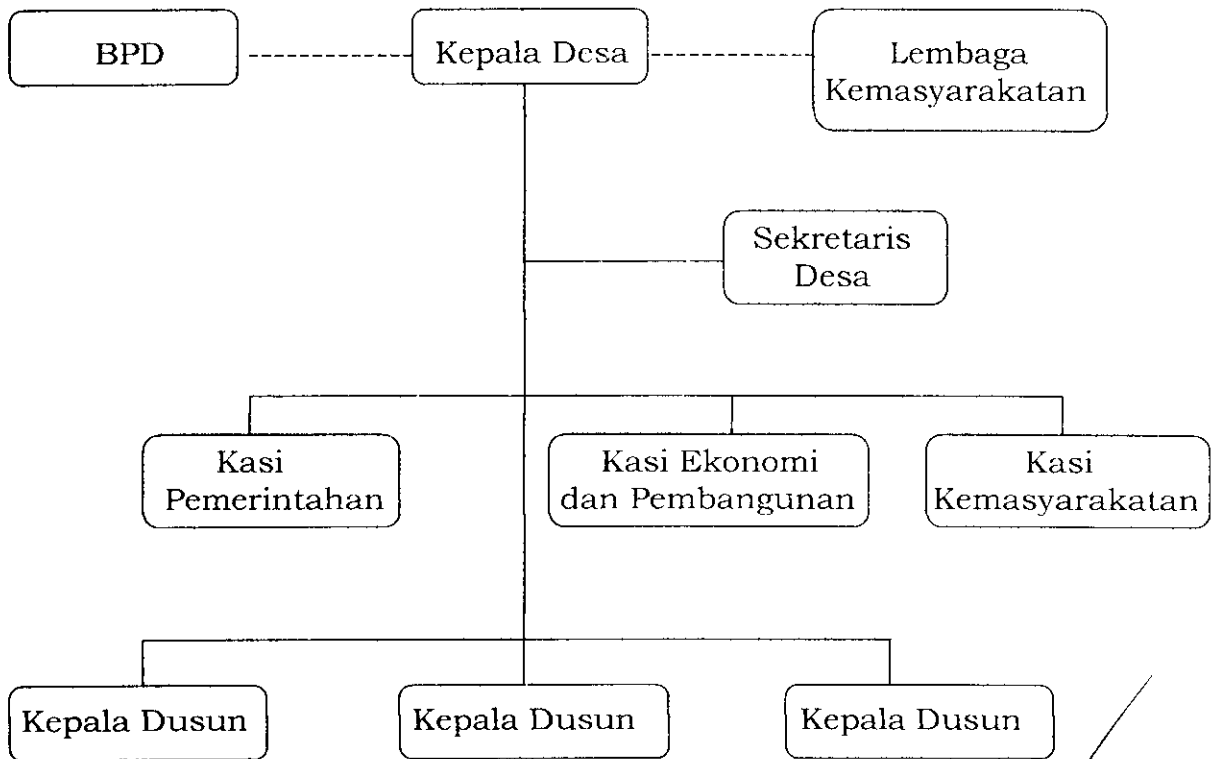 BPD
Kepala Desa
Lembaga
Kemasyarakatan
Sekretaris
Desa
Kasi
Pemerintahan
Kasi Ekonomi
dan Pembangunan
Kasi
Kemasyarakatan
Kepala Dusun
Kepala Dusun
Kepala Dusun